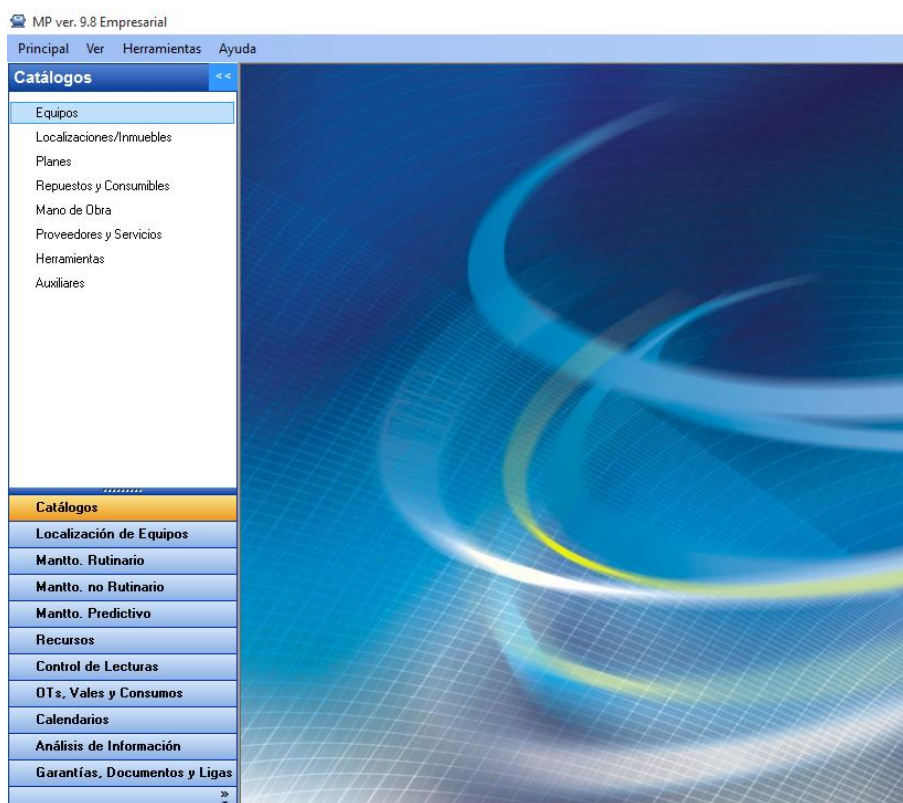 MP ver. 9.8 Empresarial
Principal Ver Herramientas Ayuda
Catálogos <<
Equipos
Localizaciones/Inmuebles
Planes
Repuestos y Consumibles
Mano de Obra
Proveedores y Servicios
Herramientas
Auxiliares
Catálogos
Localización de Equipos
Mantto. Rutinario
Mantto. no Rutinario
Mantto. Predictivo
Recursos
Control de Lecturas
OTs, Vales y Consumos
Calendarios
Análisis de Información
Garantías, Documentos y Ligas
»